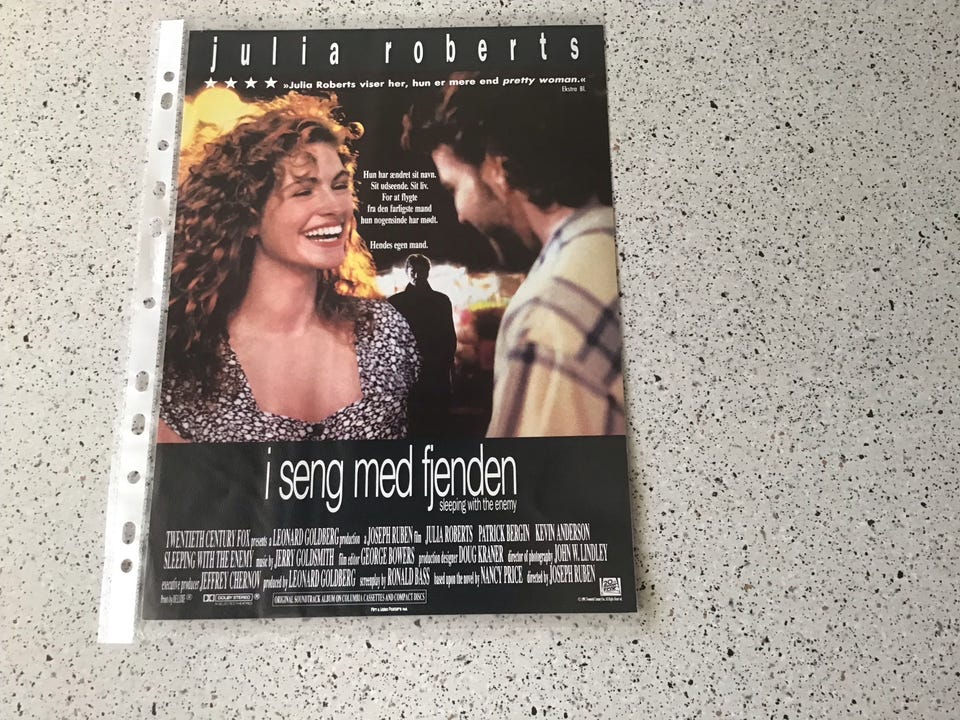 julia roberts
★★★★ »Julia Roberts viser her, hun er mere end pretty woman.«
Ekstra Bl.
Hun har ændret sit navn.
Sit udseende. Sit liv.
For at flygte
fra den farligste mand
hun nogensinde har mødt.
Hendes egen mand.
i seng med fjenden
sleeping with the enemy
TWENTIETH CENTURY FOX presents a LEONARD GOLDBERG production a JOSEPH RUBEN film JULIA ROBERTS PATRICK BERGIN KEVIN ANDERSON
SLEEPING WITH THE ENEMY music by JERRY GOLDSMITH film editor GEORGE BOWERS production designer DOUG KRANER director of photography JOHN W. LINDLEY
executive producer JEFFREY CHERNOV produced by LEONARD GOLDBERG screenplay by RONALD BASS based upon the novel by NANCY PRICE directed by JOSEPH RUBEN
Prints by DELUXE ® DOLBY STEREO ® ORIGINAL SOUNDTRACK ALBUM ON COLUMBIA CASSETTES AND COMPACT DISCS